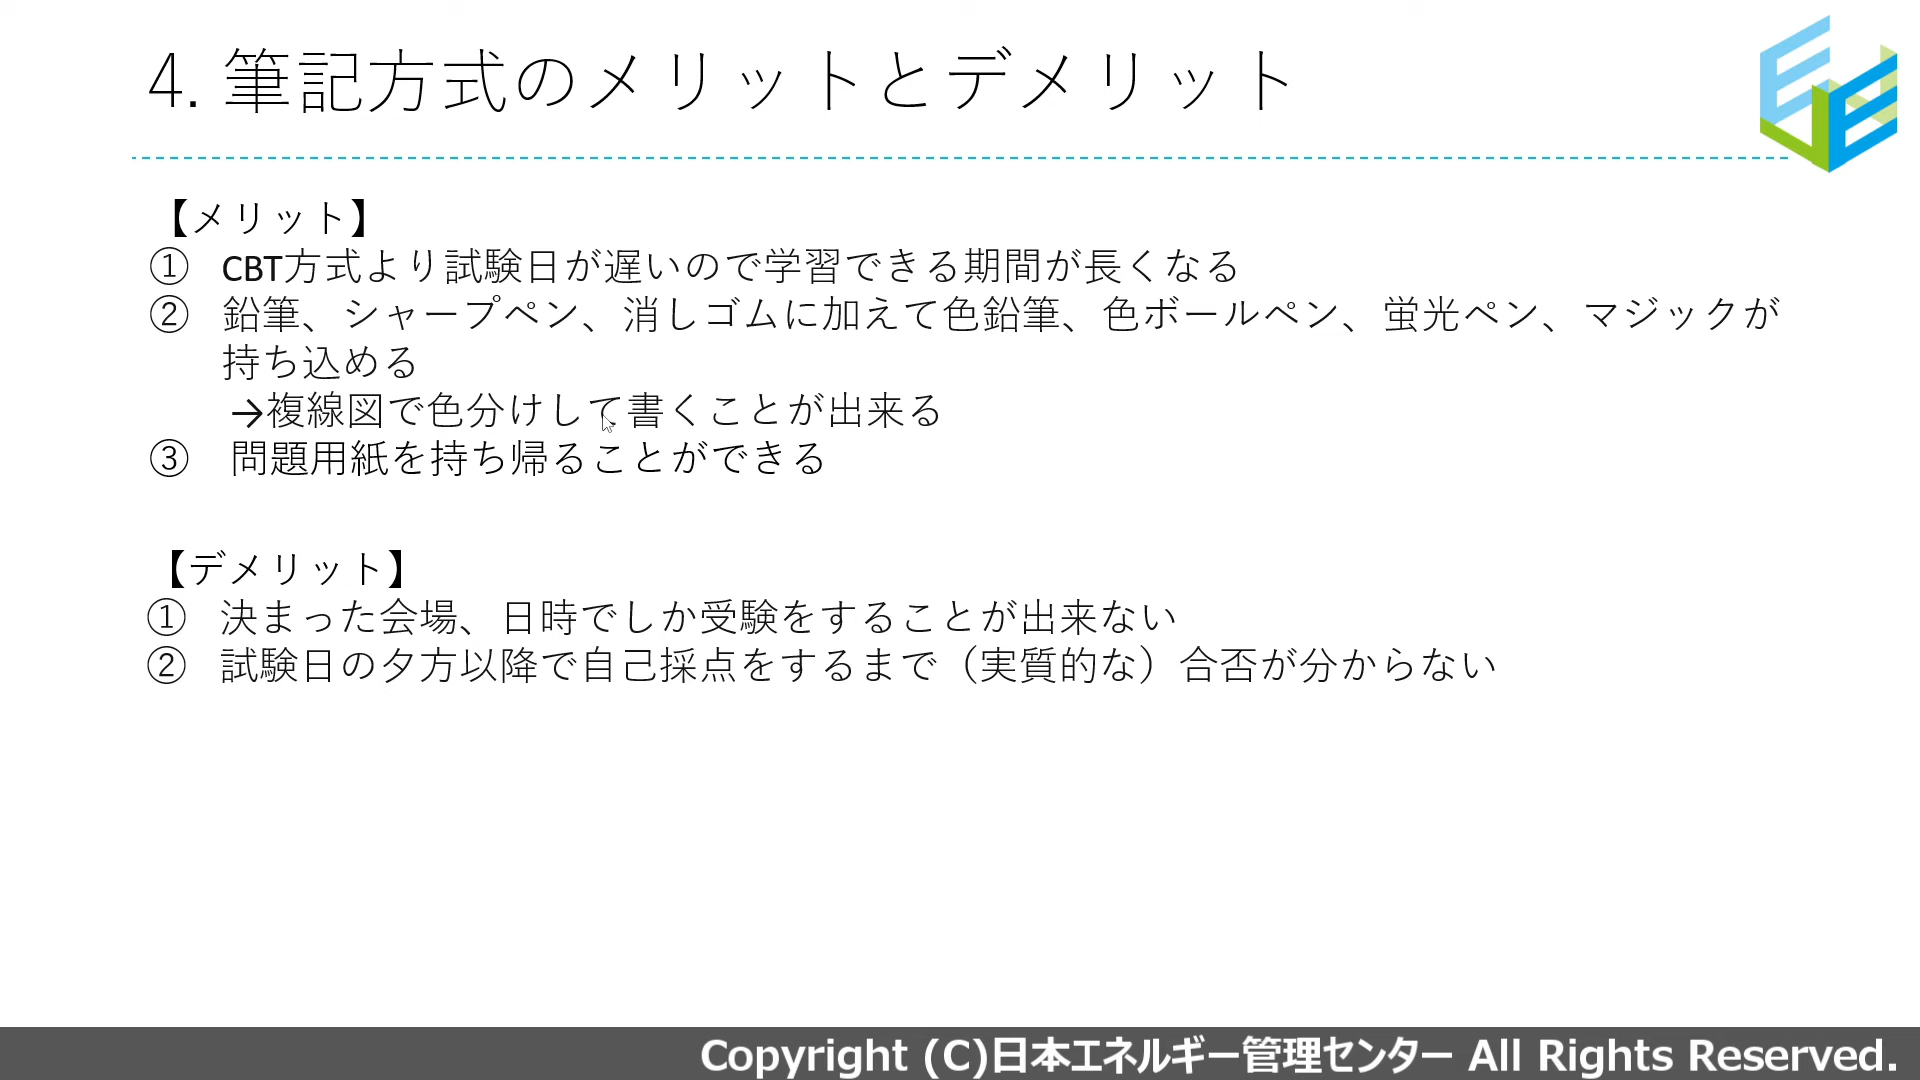 4. 筆記方式のメリットとデメリット
【メリット】
① CBT方式より試験日が遅いので学習できる期間が長くなる
② 鉛筆、シャープペン、消しゴムに加えて色鉛筆、色ボールペン、蛍光ペン、マジックが
持ち込める
→複線図で色分けして書くことが出来る
③ 問題用紙を持ち帰ることができる
【デメリット】
① 決まった会場、日時でしか受験をすることが出来ない
② 試験日の夕方以降で自己採点をするまで（実質的な）合否が分からない
Copyright (C)日本エネルギー管理センター All Rights Reserved.